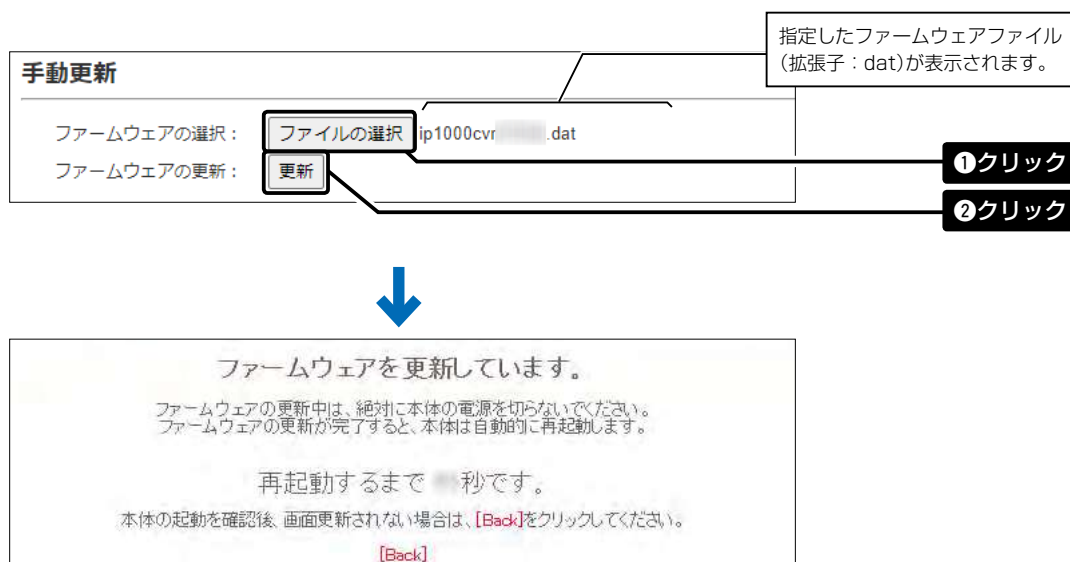 指定したファームウェアファイル
(拡張子：dat)が表示されます。
手動更新
ファームウェアの選択： ファイルの選択 ip1000cvr .dat
❶クリック
ファームウェアの更新： 更新
❷クリック
ファームウェアを更新しています。
ファームウェアの更新中は、絶対に本体の電源を切らないでください。
ファームウェアの更新が完了すると、本体は自動的に再起動します。
再起動するまで 秒です。
本体の起動を確認後、画面更新されない場合は、[Back]をクリックしてください。
[Back]